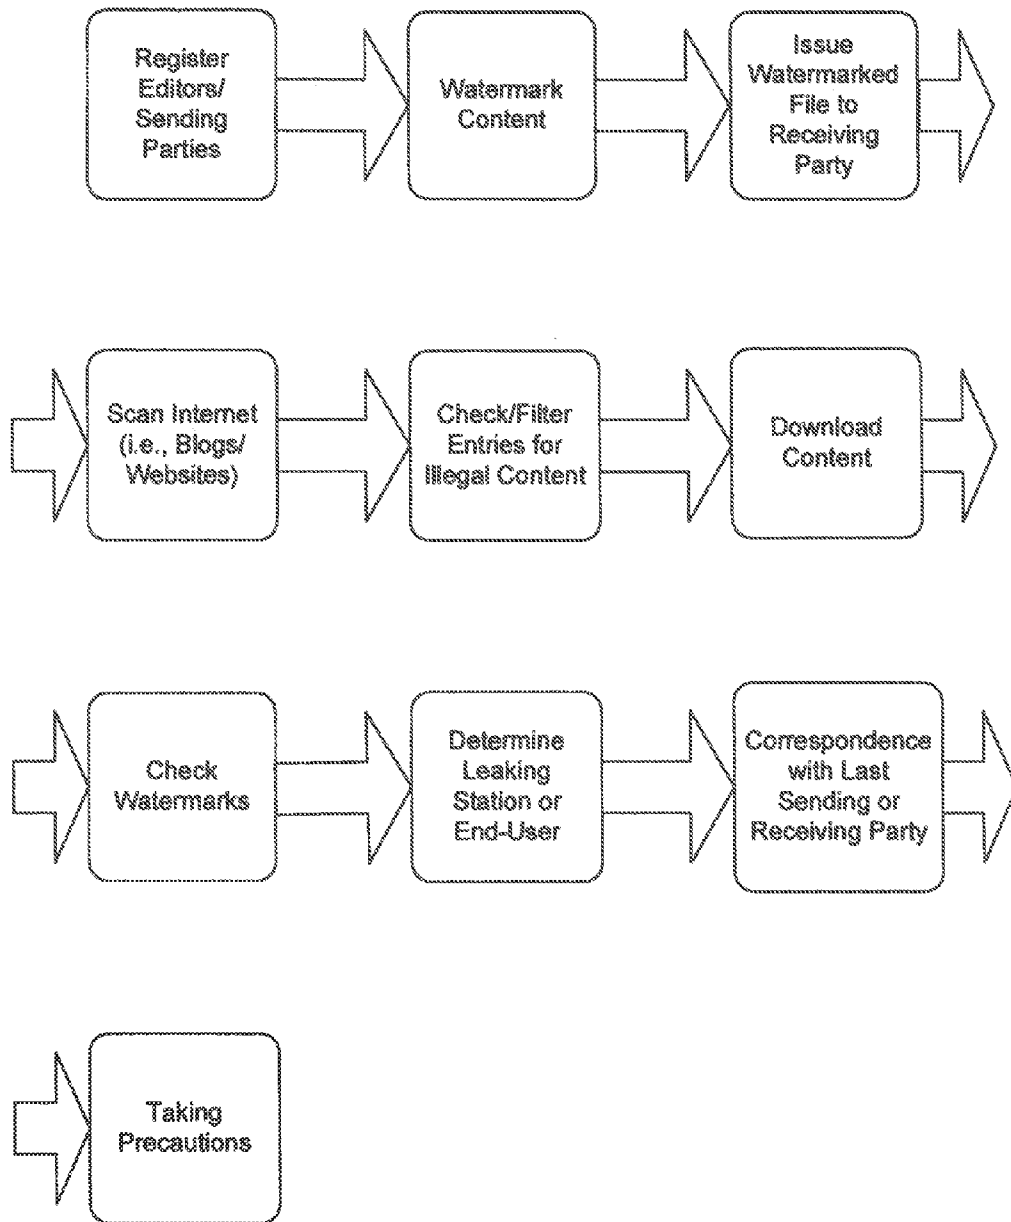 Register
Editors/
Sending
Parties
Watermark
Content
Issue
Watermarked
File to
Receiving
Party
Scan Internet
(i.e., Blogs/
Websites)
Check/Filter
Entries for
Illegal Content
Download
Content
Check
Watermarks
Determine
Leaking
Station or
End-User
Correspondence
with Last
Sending or
Receiving Party
Taking
Precautions